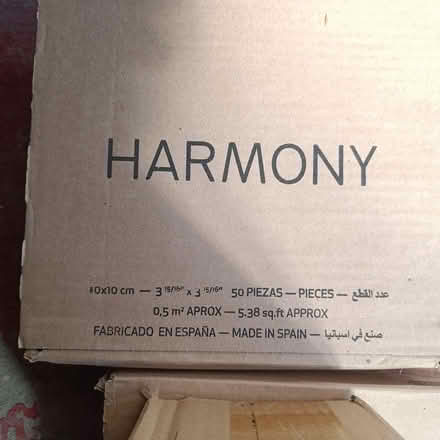 HARMONY
10x10 cm — 3 15/16" x 3 15/16" 50 PIEZAS — PIECES — عدد القطع
0,5 m² APROX — 5.38 sq.ft APPROX
FABRICADO EN ESPAÑA — MADE IN SPAIN — صنع في اسبانيا